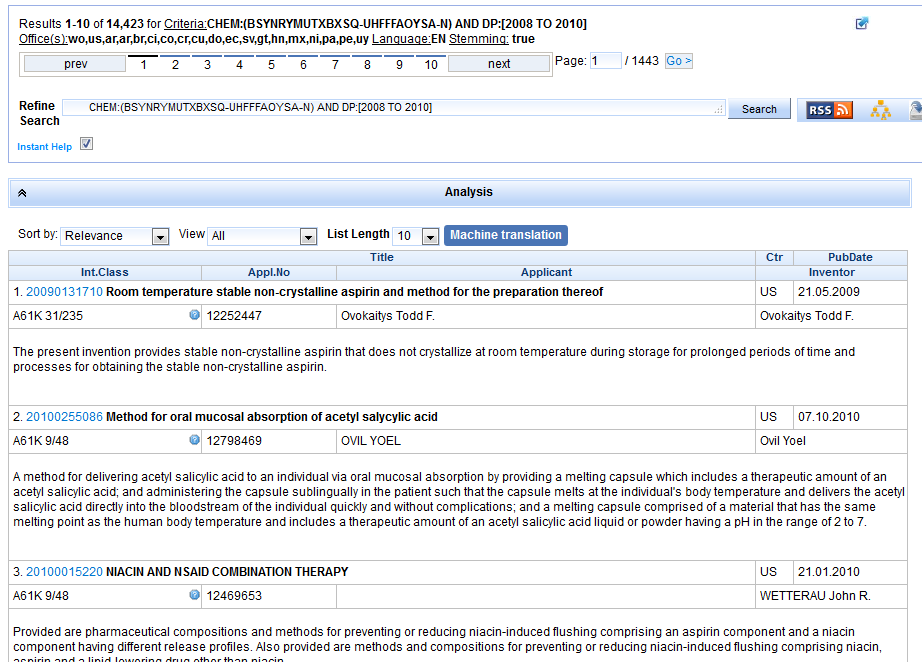 Results 1-10 of 14,423 for Criteria:CHEM:(BSYNRYMUTXBXSQ-UHFFFAOYSA-N) AND DP:[2008 TO 2010]
Office(s):wo,us,ar,ar,br,ci,co,cr,cu,do,ec,sv,gt,hn,mx,ni,pa,pe,uy Language:EN Stemming: true
prev 1 2 3 4 5 6 7 8 9 10 next Page: 1 / 1443 Go >
Refine Search CHEM:(BSYNRYMUTXBXSQ-UHFFFAOYSA-N) AND DP:[2008 TO 2010] Search RSS
Instant Help
Analysis
Sort by: Relevance View All List Length 10 Machine translation
Title Ctr PubDate
Int.Class Appl.No Applicant Inventor
1. 20090131710 Room temperature stable non-crystalline aspirin and method for the preparation thereof US 21.05.2009
A61K 31/235 ? 12252447 Ovokaitys Todd F. Ovokaitys Todd F.
The present invention provides stable non-crystalline aspirin that does not crystallize at room temperature during storage for prolonged periods of time and
processes for obtaining the stable non-crystalline aspirin.
2. 20100255086 Method for oral mucosal absorption of acetyl salycylic acid US 07.10.2010
A61K 9/48 ? 12798469 OVIL YOEL Ovil Yoel
A method for delivering acetyl salicylic acid to an individual via oral mucosal absorption by providing a melting capsule which includes a therapeutic amount of an
acetyl salicylic acid; and administering the capsule sublingually in the patient such that the capsule melts at the individual's body temperature and delivers the acetyl
salicylic acid directly into the bloodstream of the individual quickly and without complications; and a melting capsule comprised of a material that has the same
melting point as the human body temperature and includes a therapeutic amount of an acetyl salicylic acid liquid or powder having a pH in the range of 2 to 7.
3. 20100015220 NIACIN AND NSAID COMBINATION THERAPY US 21.01.2010
A61K 9/48 ? 12469653 WETTERAU John R.
Provided are pharmaceutical compositions and methods for preventing or reducing niacin-induced flushing comprising an aspirin component and a niacin
component having different release profiles. Also provided are methods and compositions for preventing or reducing niacin-induced flushing comprising niacin,
aspirin and a lipid-lowering drug other than niacin.